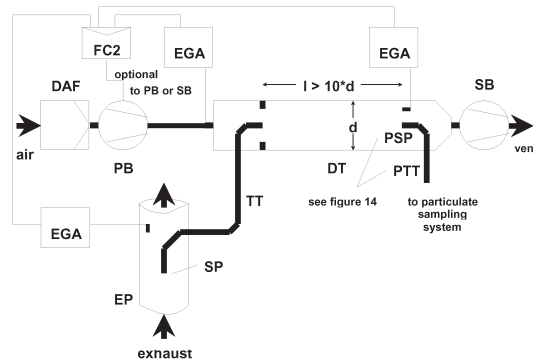 FC2
EGA
EGA
optional
to PB or SB
DAF
l > 10*d
SB
air
d
vent
PB
PSP
DT
PTT
TT
see figure 14
to particulate
sampling
system
EGA
SP
EP
exhaust